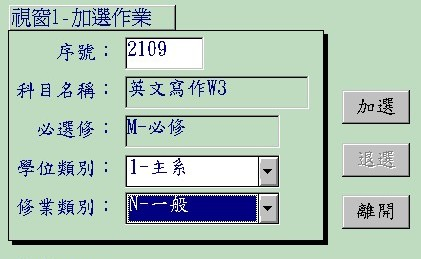 視窗1-加選作業
序號： 2109
科目名稱： 英文寫作W3
必選修： M-必修
學位類別： 1-主系
修業類別： N-一般
加選
退選
離開